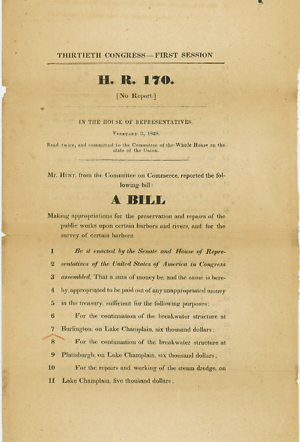 THIRTIETH CONGRESS—FIRST SESSION
H. R. 170.
[No Report.]
IN THE HOUSE OF REPRESENTATIVES.
FEBRUARY 3, 1848.
Read twice, and committed to the Committee of the Whole House on the
state of the Union.
Mr. HUNT, from the Committee on Commerce, reported the fol-
lowing bill:
A BILL
Making appropriations for the preservation and repairs of the
public works upon certain harbors and rivers, and for
the survey of certain harbors
1 Be it enacted by the Senate and House of Repre-
2 sentatives of the United States of America in Congress
3 assembled, That a sum of money be, and the same is here-
4 by, appropriated to be paid out of any unappropriated money
5 in the treasury, sufficient for the following purposes:
6 For the continuation of the breakwater structure at
7 Burlington, on Lake Champlain, six thousand dollars;
8 For the continuation of the breakwater structure at
9 Plattsburgh, on Lake Champlain, six thousand dollars;
10 For the repairs and working of the steam dredge, on
11 Lake Champlain, five thousand dollars;